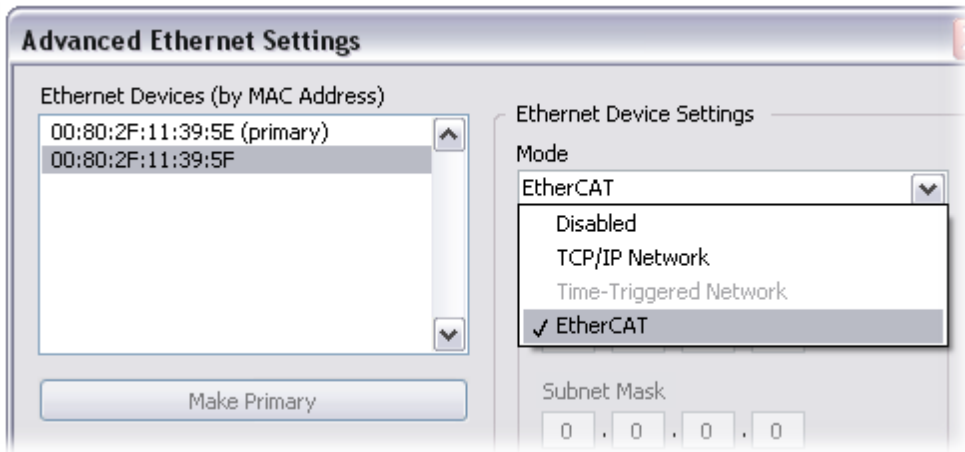 Advanced Ethernet Settings
Ethernet Devices (by MAC Address)
00:80:2F:11:39:5E (primary)
00:80:2F:11:39:5F
Make Primary
Ethernet Device Settings
Mode
EtherCAT
Disabled
TCP/IP Network
Time-Triggered Network
✓ EtherCAT
Subnet Mask
0 . 0 . 0 . 0